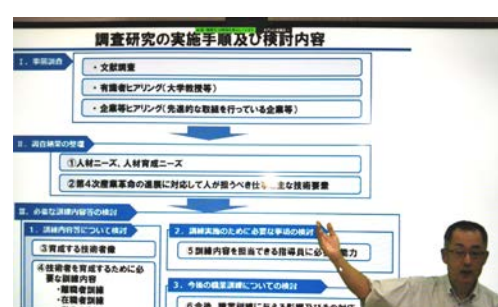 調査研究の実施手順及び検討内容
Ⅰ．事前調査
・文献調査
・有識者ヒアリング(大学教授等)
・企業等ヒアリング(先進的な取組を行っている企業等)
Ⅱ．調査結果の整理
①人材ニーズ、人材育成ニーズ
②第4次産業革命の進展に対応して人が担うべき仕 主な技術要素
Ⅲ．必要な訓練内容等の検討
1．訓練内容等について検討
③育成する技術者像
④技術者を育成するために必
要な訓練内容
・離職者訓練
・在職者訓練
2．訓練実施のために必要な事項の検討
5 訓練内容を担当できる指導員に必 能力
3．今後の職業訓練についての検討